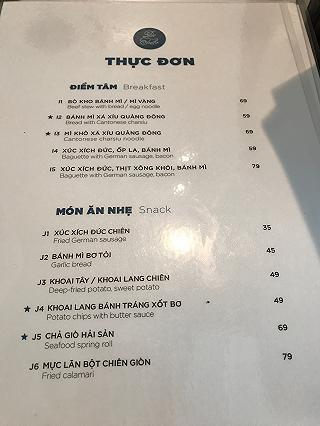 THỰC ĐƠN
ĐIỂM TÂM Breakfast
I1 BÒ KHO BÁNH MÌ / MÌ VÀNG 69
Beef stew with bread / egg noodle
★ I2 BÁNH MÌ XÁ XÍU QUẢNG ĐÔNG 59
Bread with Cantonese charsiu
★ I3 MÌ KHÔ XÁ XÍU QUẢNG ĐÔNG 69
Cantonese charsiu noodle
I4 XÚC XÍCH ĐỨC, ỐP LA, BÁNH MÌ 59
Baguette with German sausage, bacon
I5 XÚC XÍCH ĐỨC, THỊT XÔNG KHÓI, BÁNH MÌ 79
Baguette with German sausage, bacon
MÓN ĂN NHẸ Snack
J1 XÚC XÍCH ĐỨC CHIÊN 35
Fried German sausage
J2 BÁNH MÌ BƠ TỎI 45
Garlic bread
J3 KHOAI TÂY / KHOAI LANG CHIÊN 49
Deep-fried potato, sweet potato
★ J4 KHOAI LANG BÁNH TRÁNG XỐT BƠ 49
Potato chips with butter sauce
★ J5 CHẢ GIÒ HẢI SẢN 69
Seafood spring roll
J6 MỰC LĂN BỘT CHIÊN GIÒN 79
Fried calamari